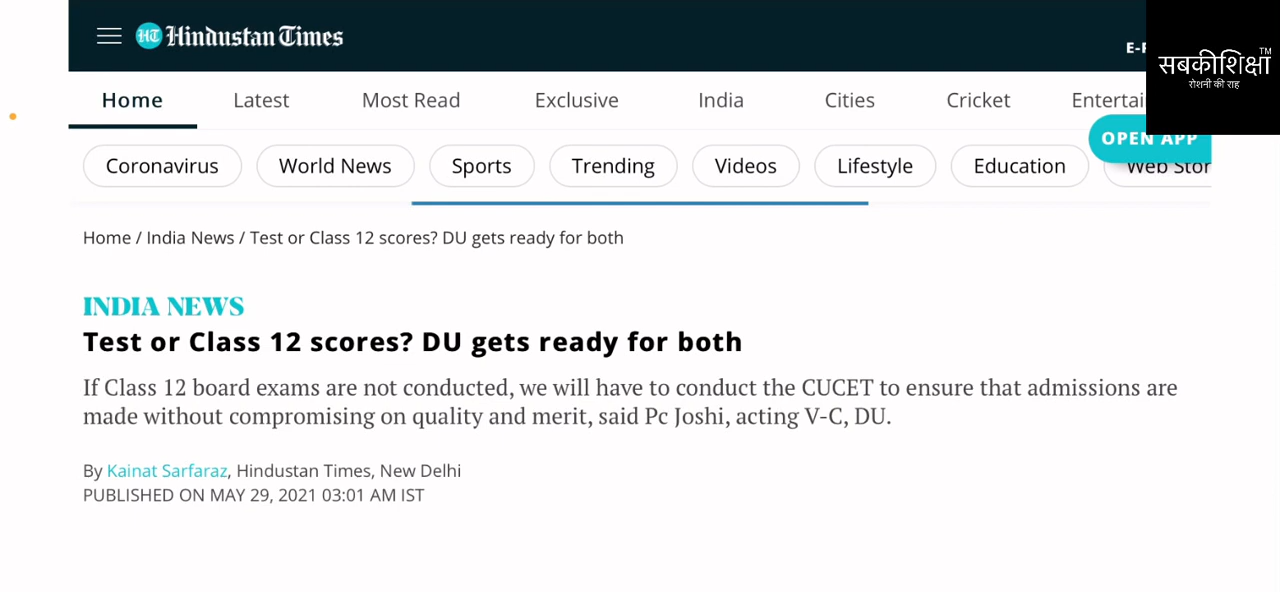 HT Hindustan Times
सबकीशिक्षा TM
रोशनी की राह
Home Latest Most Read Exclusive India Cities Cricket
OPEN APP
Coronavirus World News Sports Trending Videos Lifestyle Education Web
Home / India News / Test or Class 12 scores? DU gets ready for both
INDIA NEWS
Test or Class 12 scores? DU gets ready for both
If Class 12 board exams are not conducted, we will have to conduct the CUCET to ensure that admissions are
made without compromising on quality and merit, said Pc Joshi, acting V-C, DU.
By Kainat Sarfaraz, Hindustan Times, New Delhi
PUBLISHED ON MAY 29, 2021 03:01 AM IST